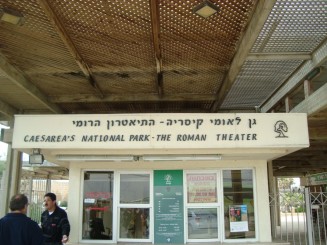 גן לאומי קיסריה - התיאטרון הרומי
CAESAREA'S NATIONAL PARK - THE ROMAN THEATER